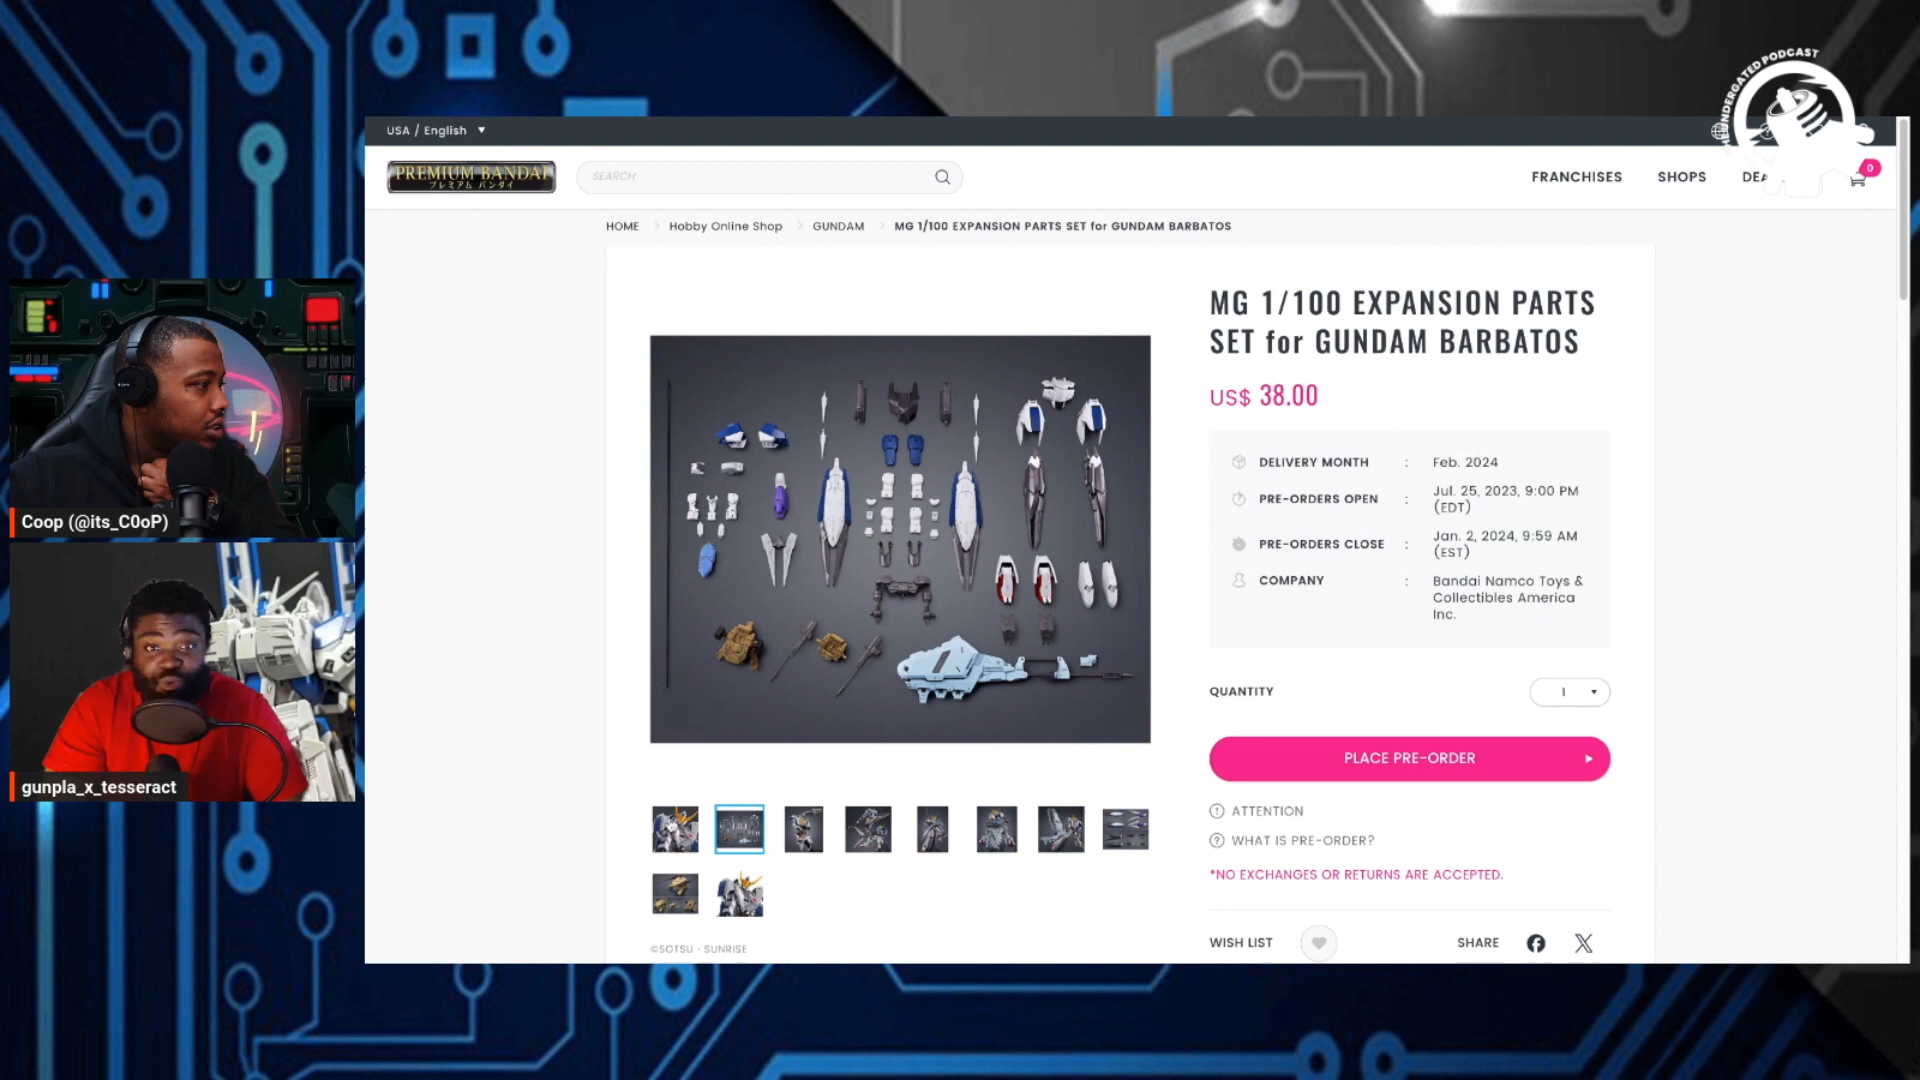 THE UNDERGATED PODCAST
USA / English
PREMIUM BANDAI
プレミアム バンダイ
SEARCH
FRANCHISES
SHOPS
0
HOME
Hobby Online Shop
GUNDAM
MG 1/100 EXPANSION PARTS SET for GUNDAM BARBATOS
MG 1/100 EXPANSION PARTS
SET for GUNDAM BARBATOS
US$ 38.00
DELIVERY MONTH : Feb. 2024
PRE-ORDERS OPEN : Jul. 25, 2023, 9:00 PM
(EDT)
PRE-ORDERS CLOSE : Jan. 2, 2024, 9:59 AM
(EST)
COMPANY : Bandai Namco Toys &
Collectibles America
Inc.
QUANTITY
1
PLACE PRE-ORDER
ATTENTION
WHAT IS PRE-ORDER?
*NO EXCHANGES OR RETURNS ARE ACCEPTED.
WISH LIST
SHARE
©SOTSU・SUNRISE
Coop (@its_C0oP)
gunpla_x_tesseract